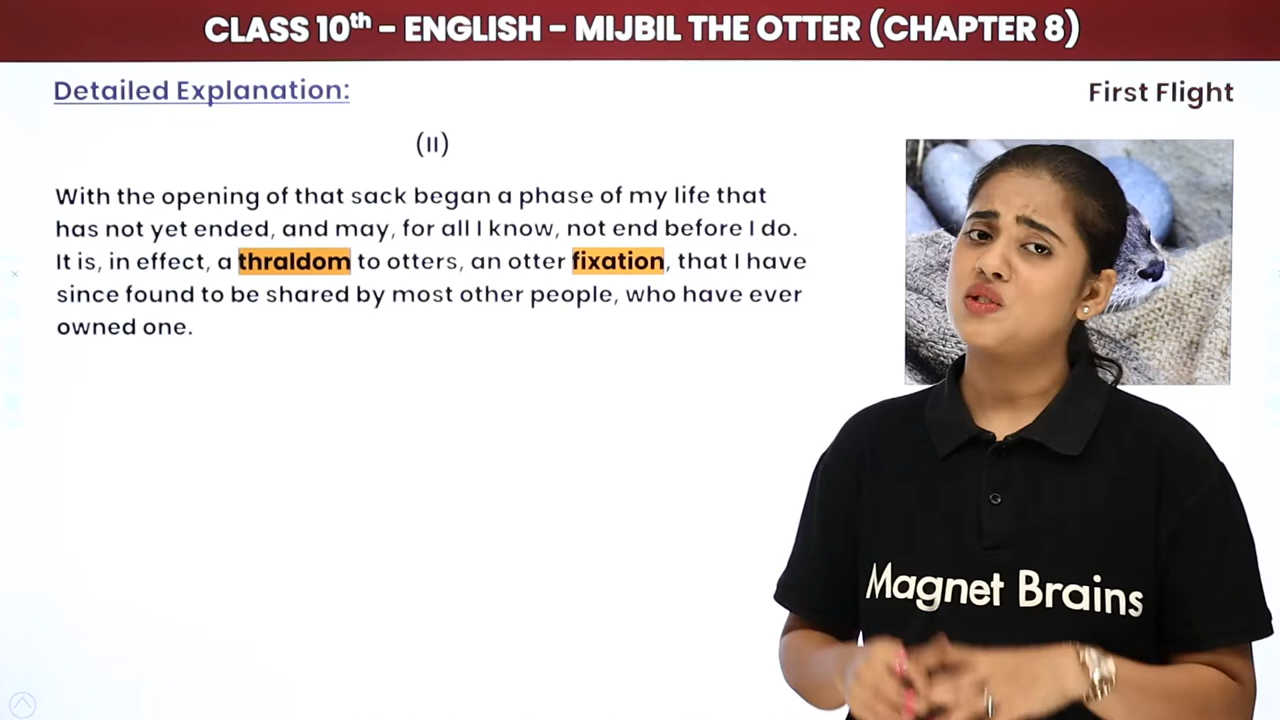 CLASS 10th - ENGLISH - MIJBIL THE OTTER (CHAPTER 8)
Detailed Explanation:
First Flight
(II)
With the opening of that sack began a phase of my life that
has not yet ended, and may, for all I know, not end before I do.
It is, in effect, a thraldom to otters, an otter fixation, that I have
since found to be shared by most other people, who have ever
owned one.
Magnet Brains